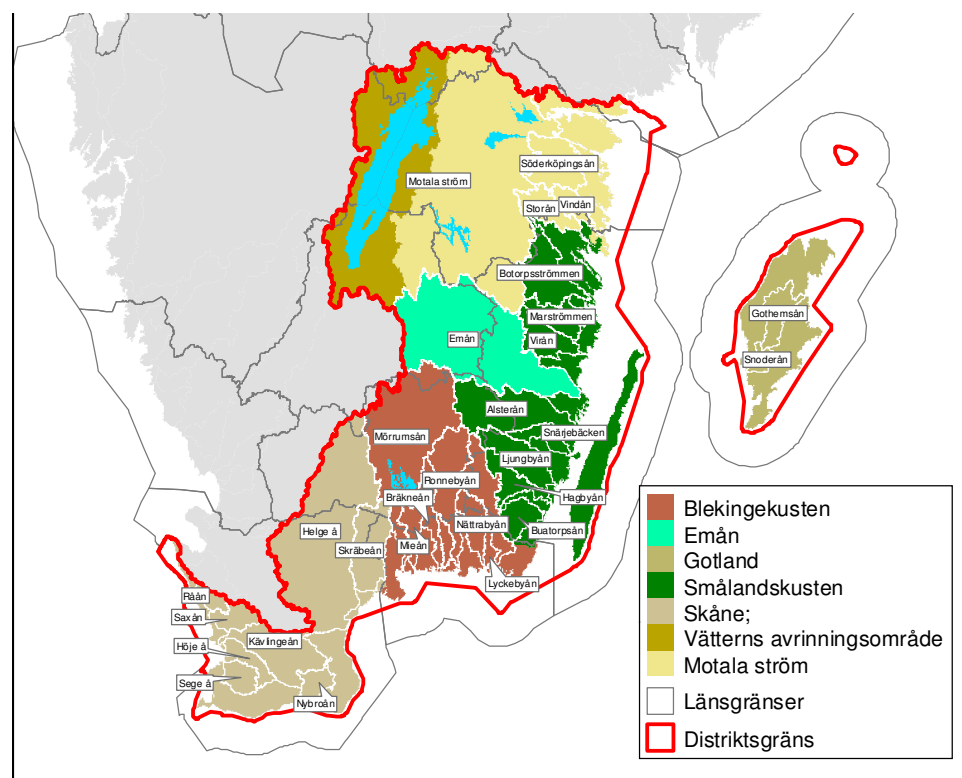 Söderköpingsån
Motala ström
Storån
Vindån
Botorpsströmmen
Gothemsån
Marströmmen
Emån
Virån
Snoderån
Alsterån
Mörrumsån
Snärjebäcken
Ljungbyån
Ronnebyån
Bräkneån
Hagbyån
Helge å
Nättrabyån
Buatorpsån
Mieån
Skräbeån
Lyckebyån
Råån
Saxån
Kävlingeån
Höje å
Sege å
Nybroån
Blekingekusten
Emån
Gotland
Smålandskusten
Skåne;
Vätterns avrinningsområde
Motala ström
Länsgränser
Distriktsgräns